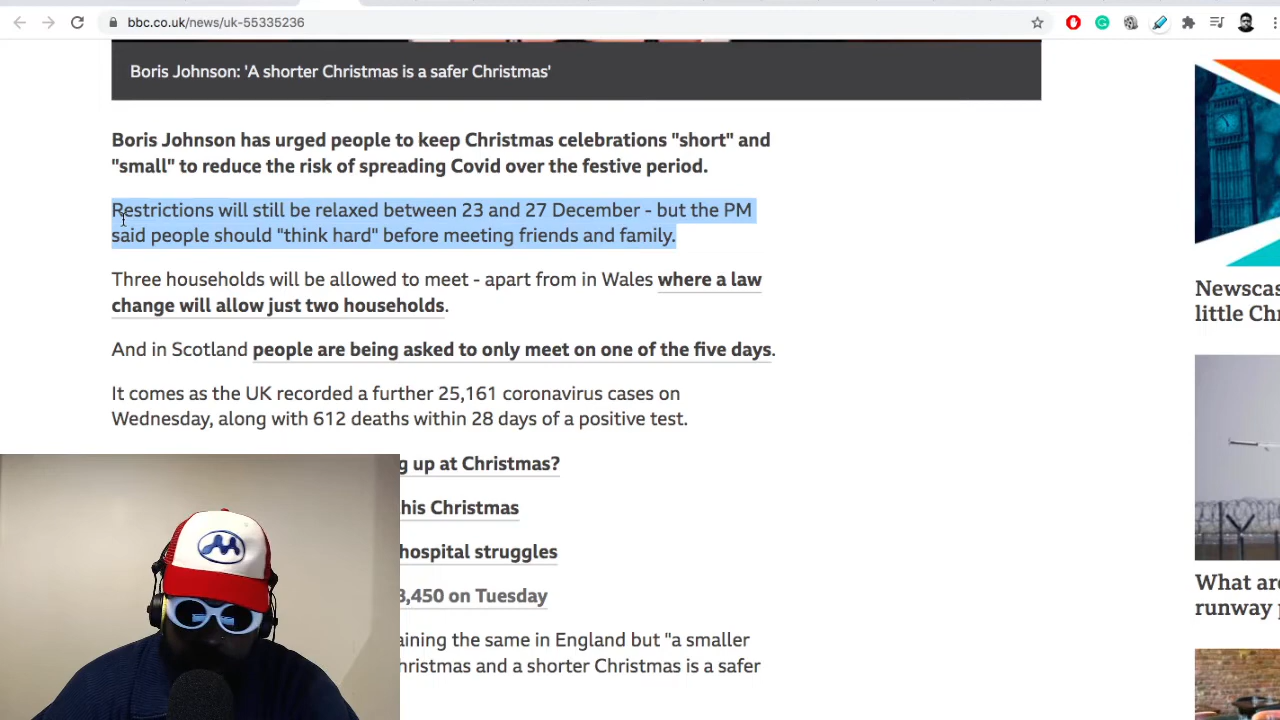 bbc.co.uk/news/uk-55335236
Boris Johnson: 'A shorter Christmas is a safer Christmas'
Boris Johnson has urged people to keep Christmas celebrations "short" and
"small" to reduce the risk of spreading Covid over the festive period.
Restrictions will still be relaxed between 23 and 27 December - but the PM
said people should "think hard" before meeting friends and family.
Three households will be allowed to meet - apart from in Wales where a law
change will allow just two households.
And in Scotland people are being asked to only meet on one of the five days.
It comes as the UK recorded a further 25,161 coronavirus cases on
Wednesday, along with 612 deaths within 28 days of a positive test.
g up at Christmas?
his Christmas
hospital struggles
,450 on Tuesday
aining the same in England but "a smaller
hristmas and a shorter Christmas is a safer
Newscas
little Chr
What are
runway p
M